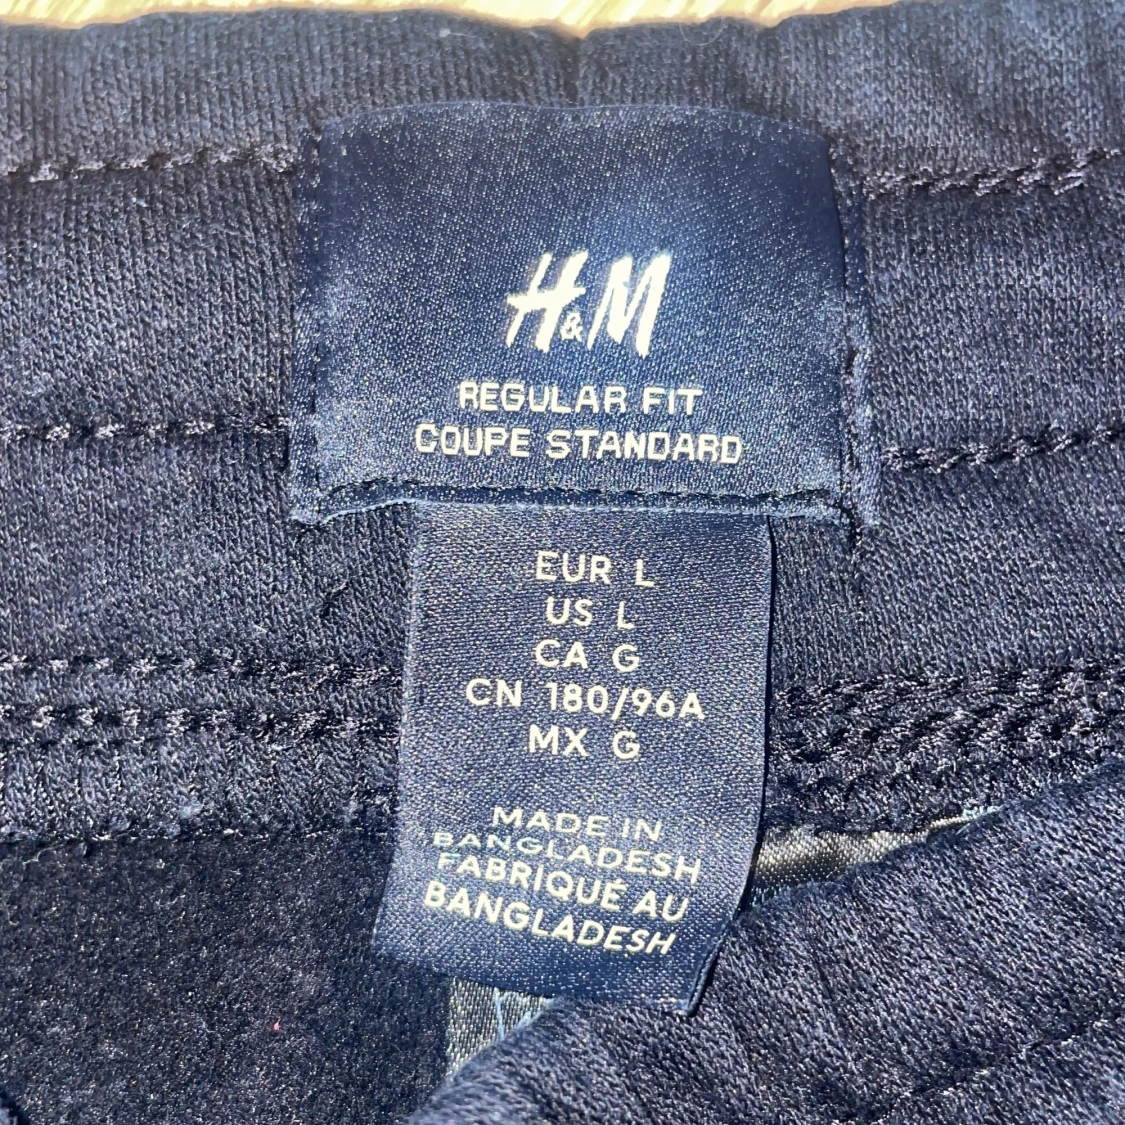 H&M
REGULAR FIT
COUPE STANDARD
EUR L
US L
CA G
CN 180/96A
MX G
MADE IN
BANGLADESH
FABRIQUÉ AU
BANGLADESH